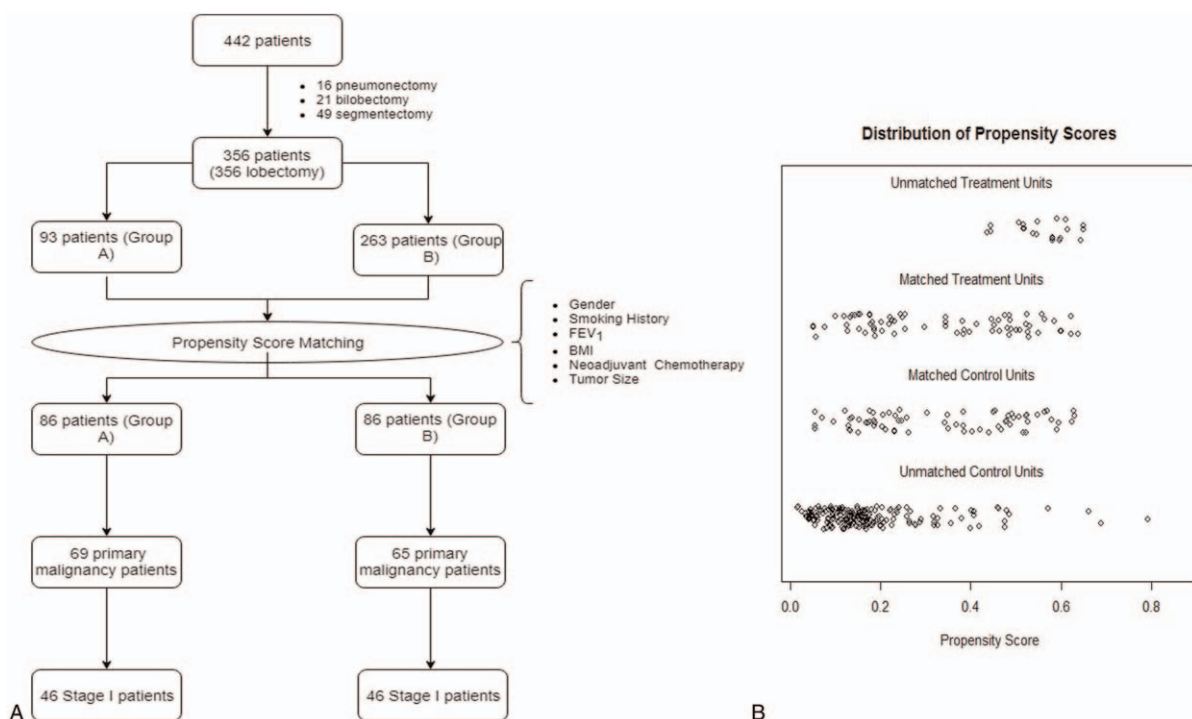 442 patients
• 16 pneumonectomy
• 21 bilobectomy
• 49 segmentectomy
356 patients
(356 lobectomy)
93 patients (Group
A)
263 patients (Group
B)
Propensity Score Matching
• Gender
• Smoking History
• FEV1
• BMI
• Neoadjuvant Chemotherapy
• Tumor Size
86 patients (Group
A)
86 patients (Group
B)
69 primary
malignancy patients
65 primary
malignancy patients
46 Stage I patients
46 Stage I patients
A
Distribution of Propensity Scores
Unmatched Treatment Units
Matched Treatment Units
Matched Control Units
Unmatched Control Units
0.0 0.2 0.4 0.6 0.8
Propensity Score
B